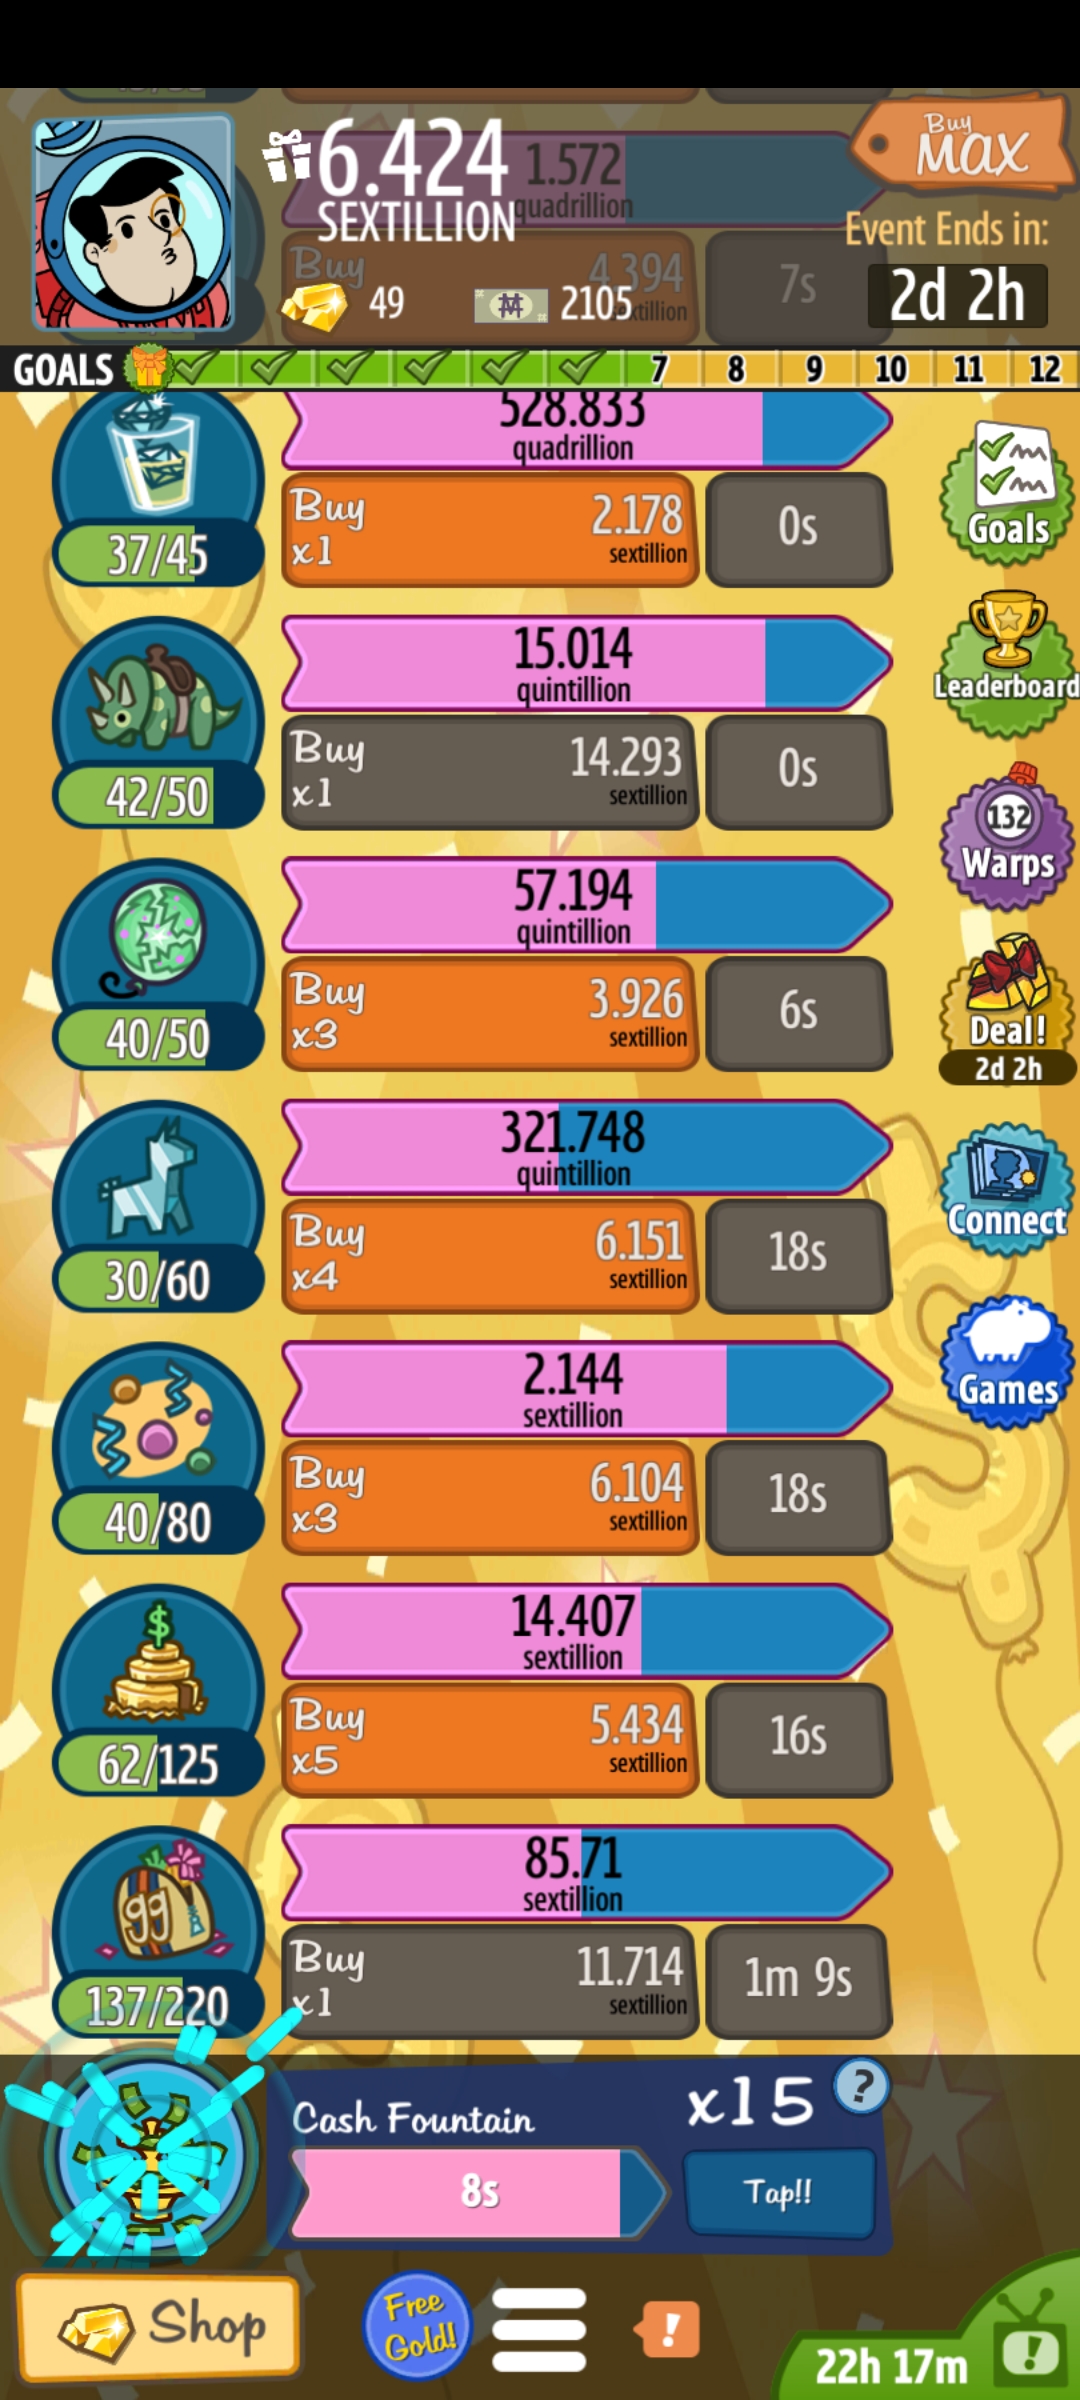 6.424
SEXTILLION
1.572
quadrillion
Buy
MAX
Event Ends in:
2d 2h
Buy
4.394
7s
49
2105
GOALS
7
8
9
10
11
12
528.833
quadrillion
Buy
x1
2.178
sextillion
0s
37/45
Goals
15.014
quintillion
Buy
x1
14.293
sextillion
0s
42/50
Leaderboard
57.194
quintillion
Buy
x3
3.926
sextillion
6s
40/50
132
Warps
Deal!
2d 2h
321.748
quintillion
Buy
x4
6.151
sextillion
18s
30/60
Connect
2.144
sextillion
Buy
x3
6.104
sextillion
18s
40/80
Games
$
14.407
sextillion
Buy
x5
5.434
sextillion
16s
62/125
99
85.71
sextillion
Buy
x1
11.714
sextillion
1m 9s
137/220
Cash Fountain
x15
?
8s
Tap!!
Shop
Free
Gold!
!
22h 17m
!